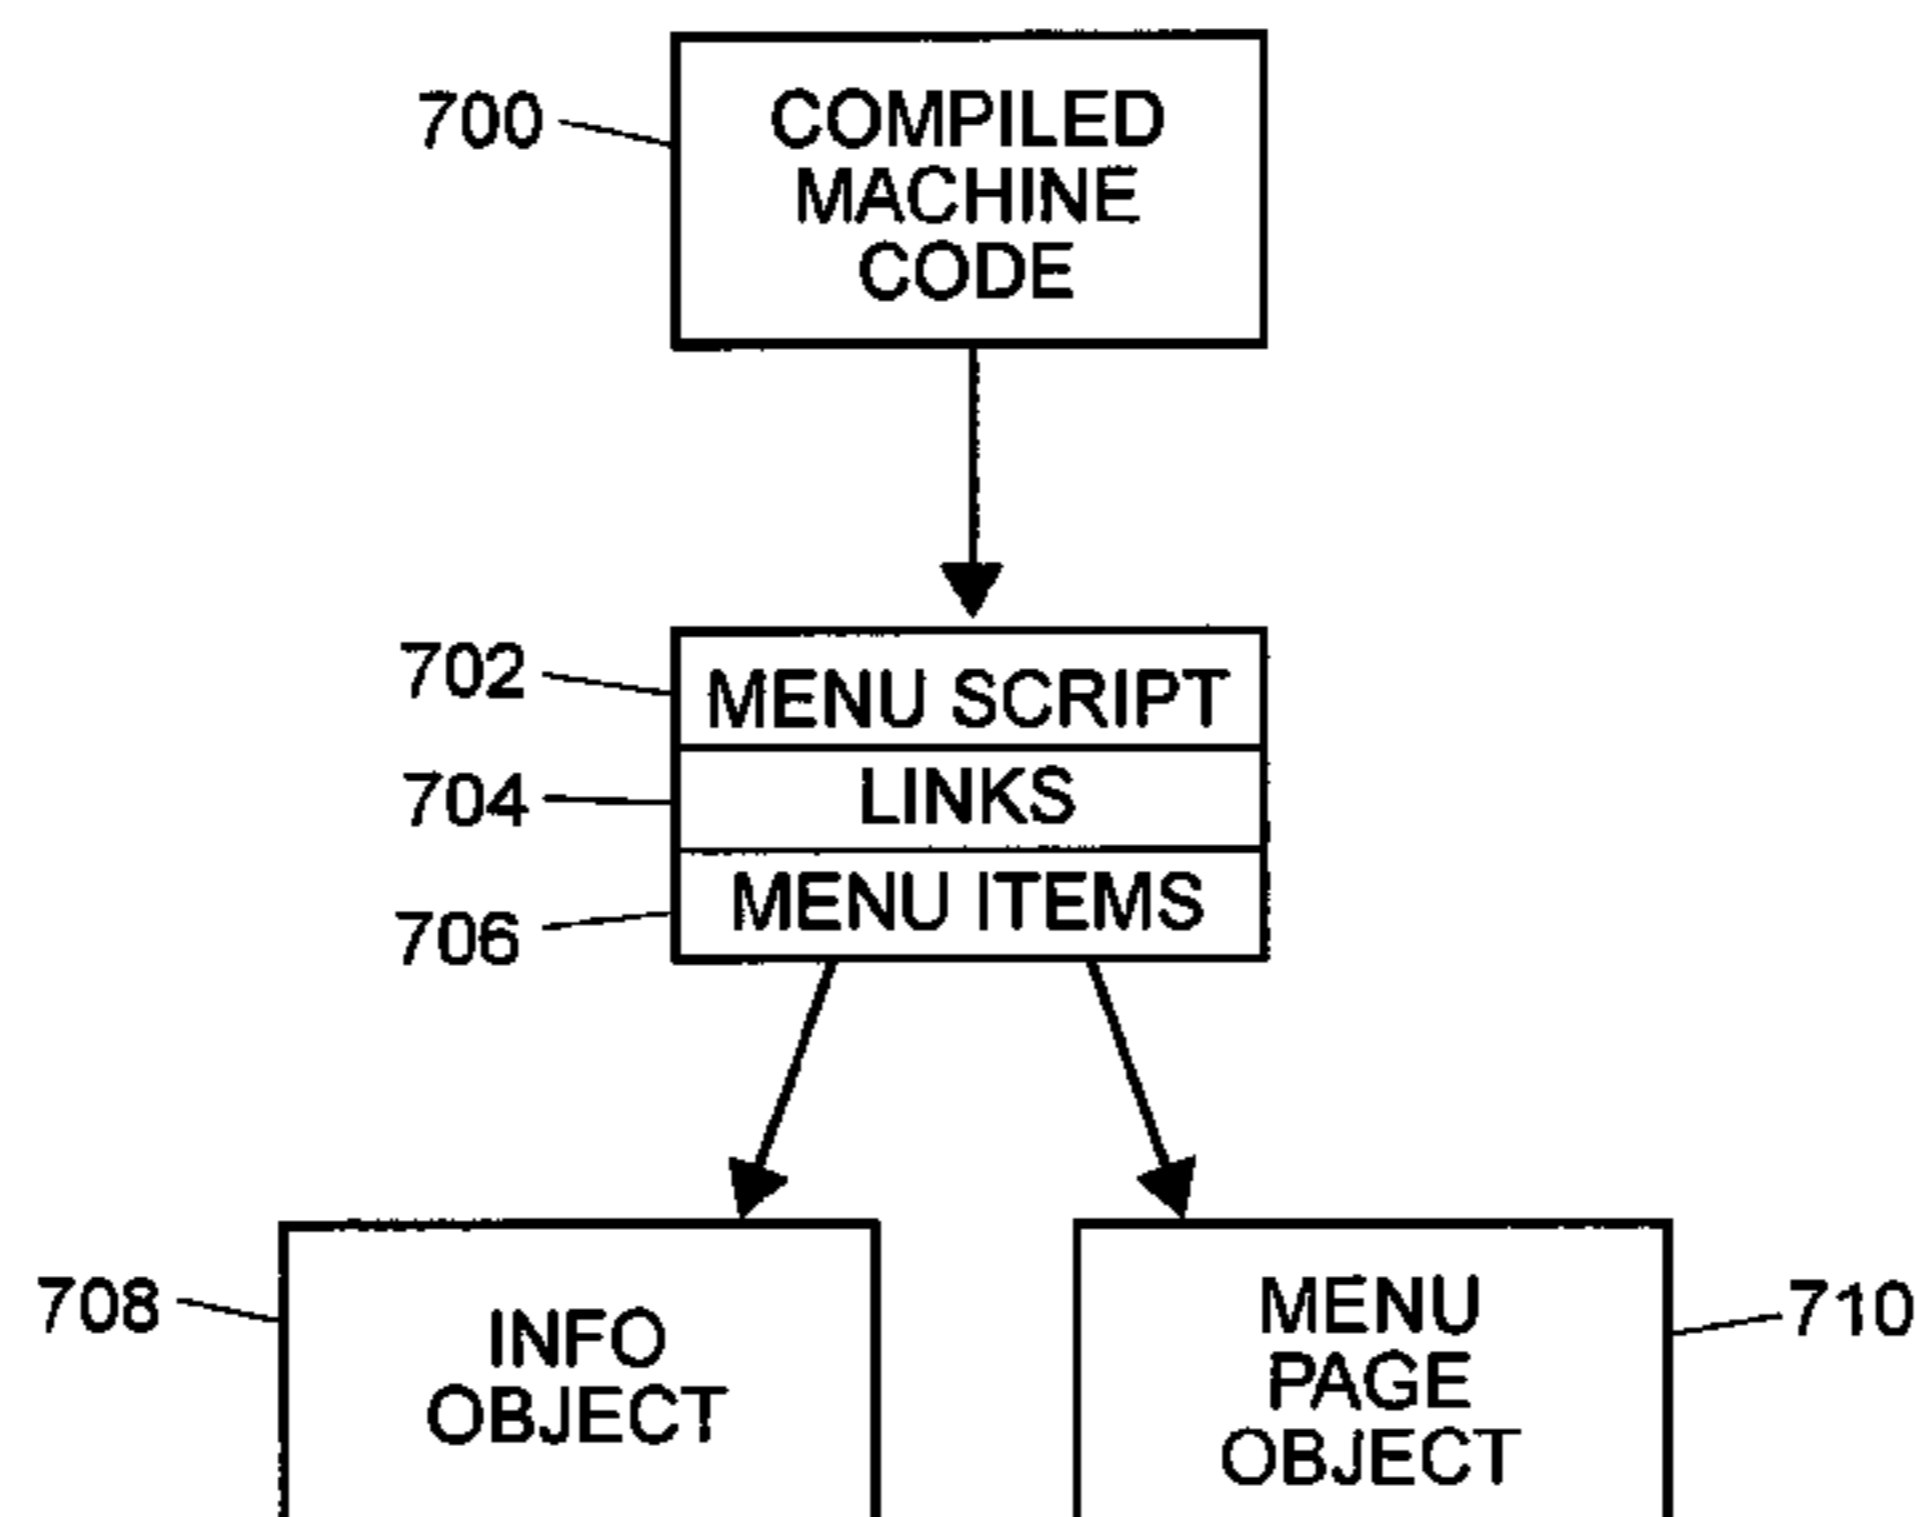 700
COMPILED
MACHINE
CODE
702
MENU SCRIPT
704
LINKS
706
MENU ITEMS
708
INFO
OBJECT
MENU
PAGE
OBJECT
710